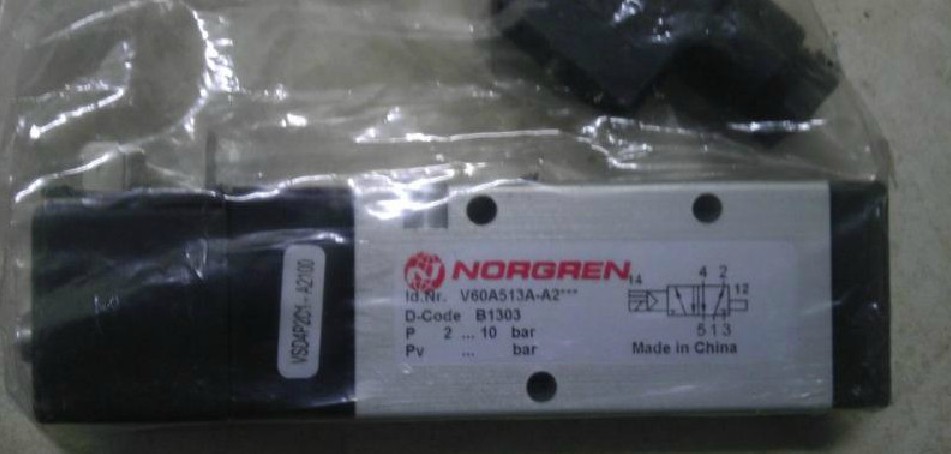 NORGREN
Id.Nr. V60A513A-A2***
D-Code B1303
P 2 ... 10 bar
Pv ... bar
14
4 2
12
5 1 3
Made in China
VSD4P2C1-A2100